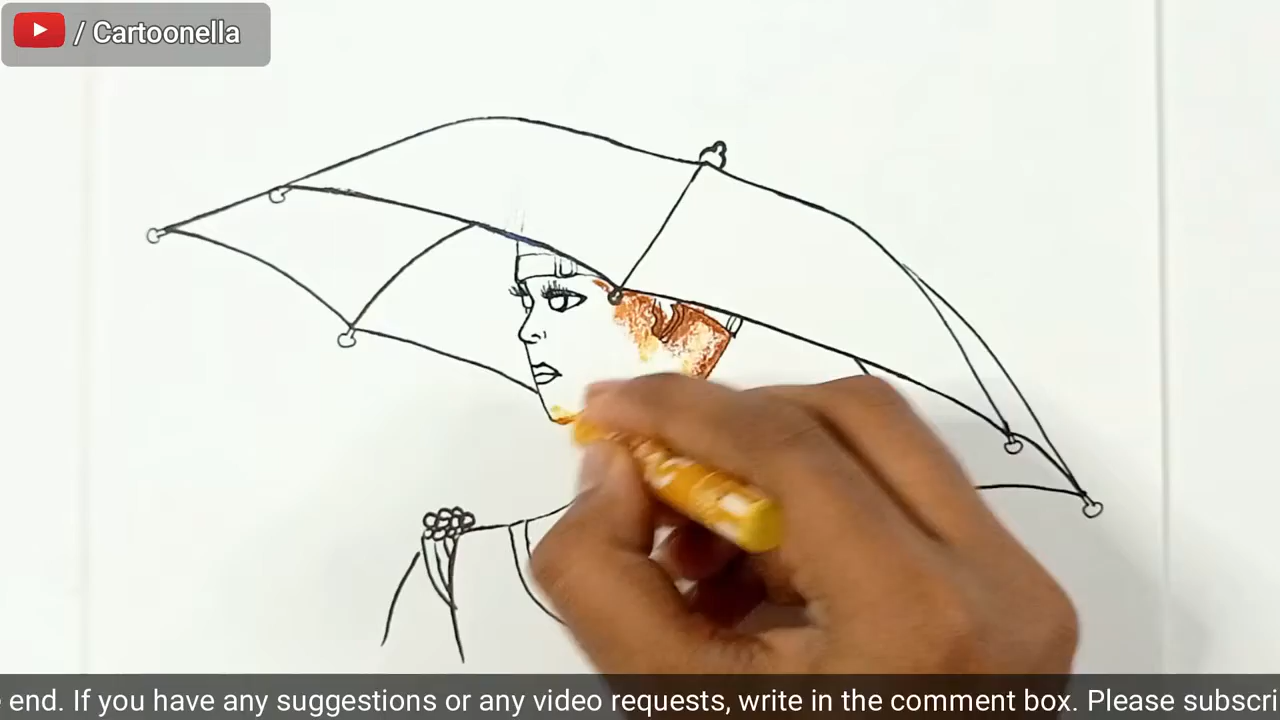 / Cartoonella
end. If you have any suggestions or any video requests, write in the comment box. Please subscri